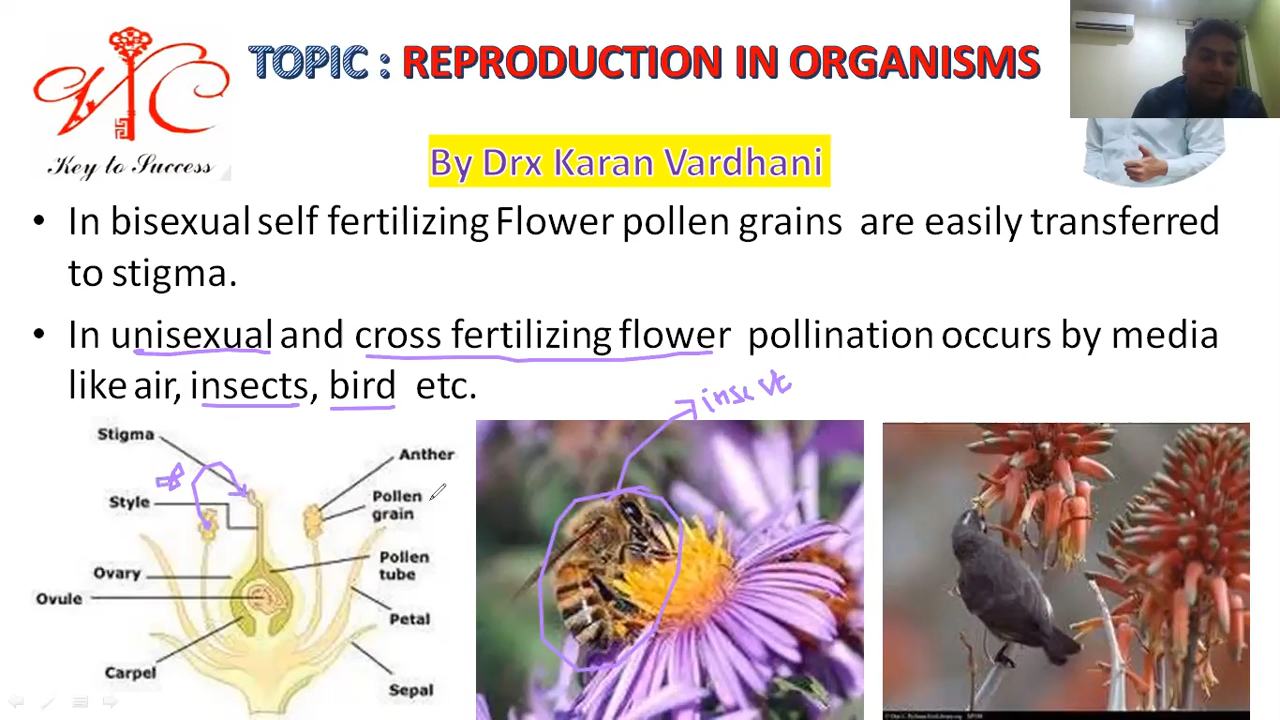 TOPIC : REPRODUCTION IN ORGANISMS
Key to Success
By Drx Karan Vardhani
• In bisexual self fertilizing Flower pollen grains are easily transferred
to stigma.
• In unisexual and cross fertilizing flower pollination occurs by media
like air, insects, bird etc.
insevt
Stigma
Anther
Style
Pollen
grain
Pollen
tube
Ovary
Ovule
Petal
Carpel
Sepal